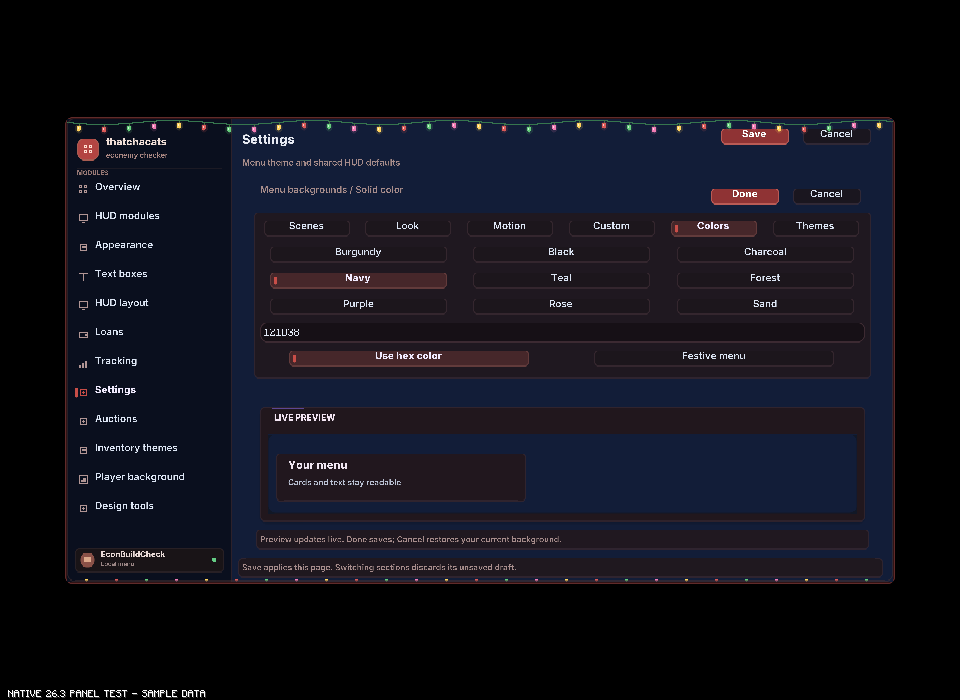 thatchacats
economy checker
MODULES
Overview
HUD modules
Appearance
Text boxes
HUD layout
Loans
Tracking
Settings
Auctions
Inventory themes
Player background
Design tools
EconBuildCheck
Local menu
Settings
Save
Cancel
Menu theme and shared HUD defaults
Menu backgrounds / Solid color
Done
Cancel
Scenes
Look
Motion
Custom
Colors
Themes
Burgundy
Black
Charcoal
Navy
Teal
Forest
Purple
Rose
Sand
121D38
Use hex color
Festive menu
LIVE PREVIEW
Your menu
Cards and text stay readable
Preview updates live. Done saves; Cancel restores your current background.
Save applies this page. Switching sections discards its unsaved draft.
NATIVE 26.3 PANEL TEST - SAMPLE DATA